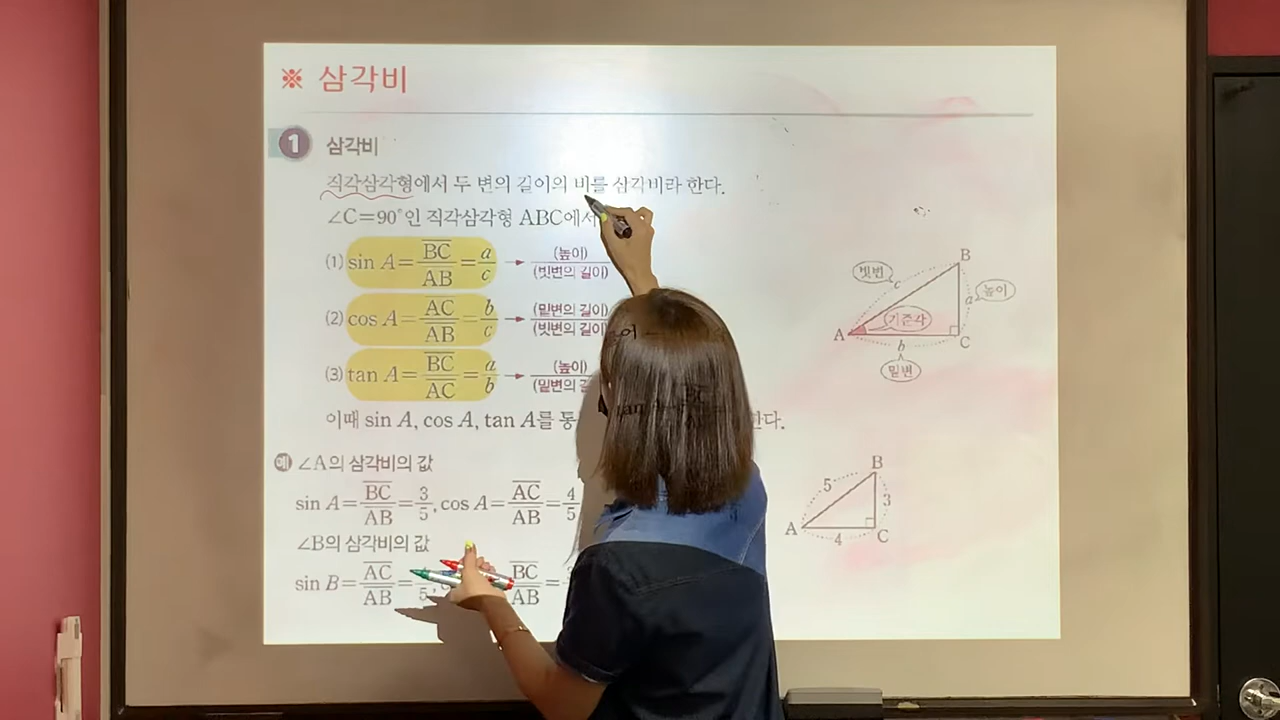 ※ 삼각비
1 삼각비
직각삼각형에서 두 변의 길이의 비를 삼각비라 한다.
∠C=90°인 직각삼각형 ABC에서
(1) sin A = BC/AB = a/c → (높이)/(빗변의 길이)
(2) cos A = AC/AB = b/c → (밑변의 길이)/(빗변의 길이)
(3) tan A = BC/AC = a/b → (높이)/(밑변의
이때 sin A, cos A, tan A를 통 한다.
빗변 c B
a 높이
A 기준각 C
b
밑변
예 ∠A의 삼각비의 값
sin A = BC/AB = 3/5, cos A = AC/AB = 4/5
∠B의 삼각비의 값
sin B = AC/AB = /5, BC/AB =
B
5 3
A 4 C